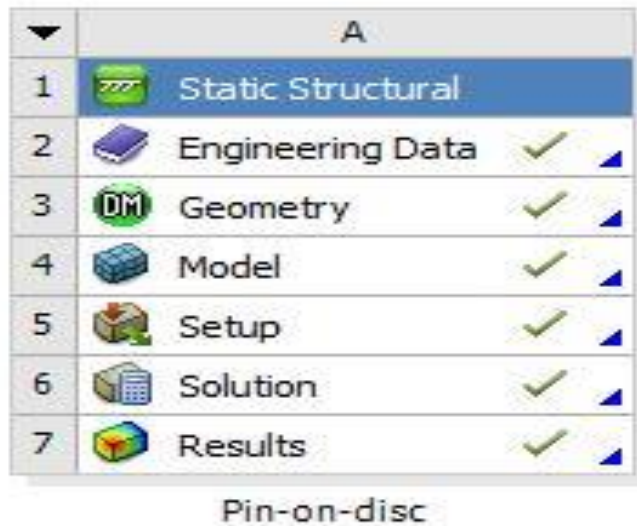 A
1 Static Structural
2 Engineering Data
3 DM Geometry
4 Model
5 Setup
6 Solution
7 Results
Pin-on-disc